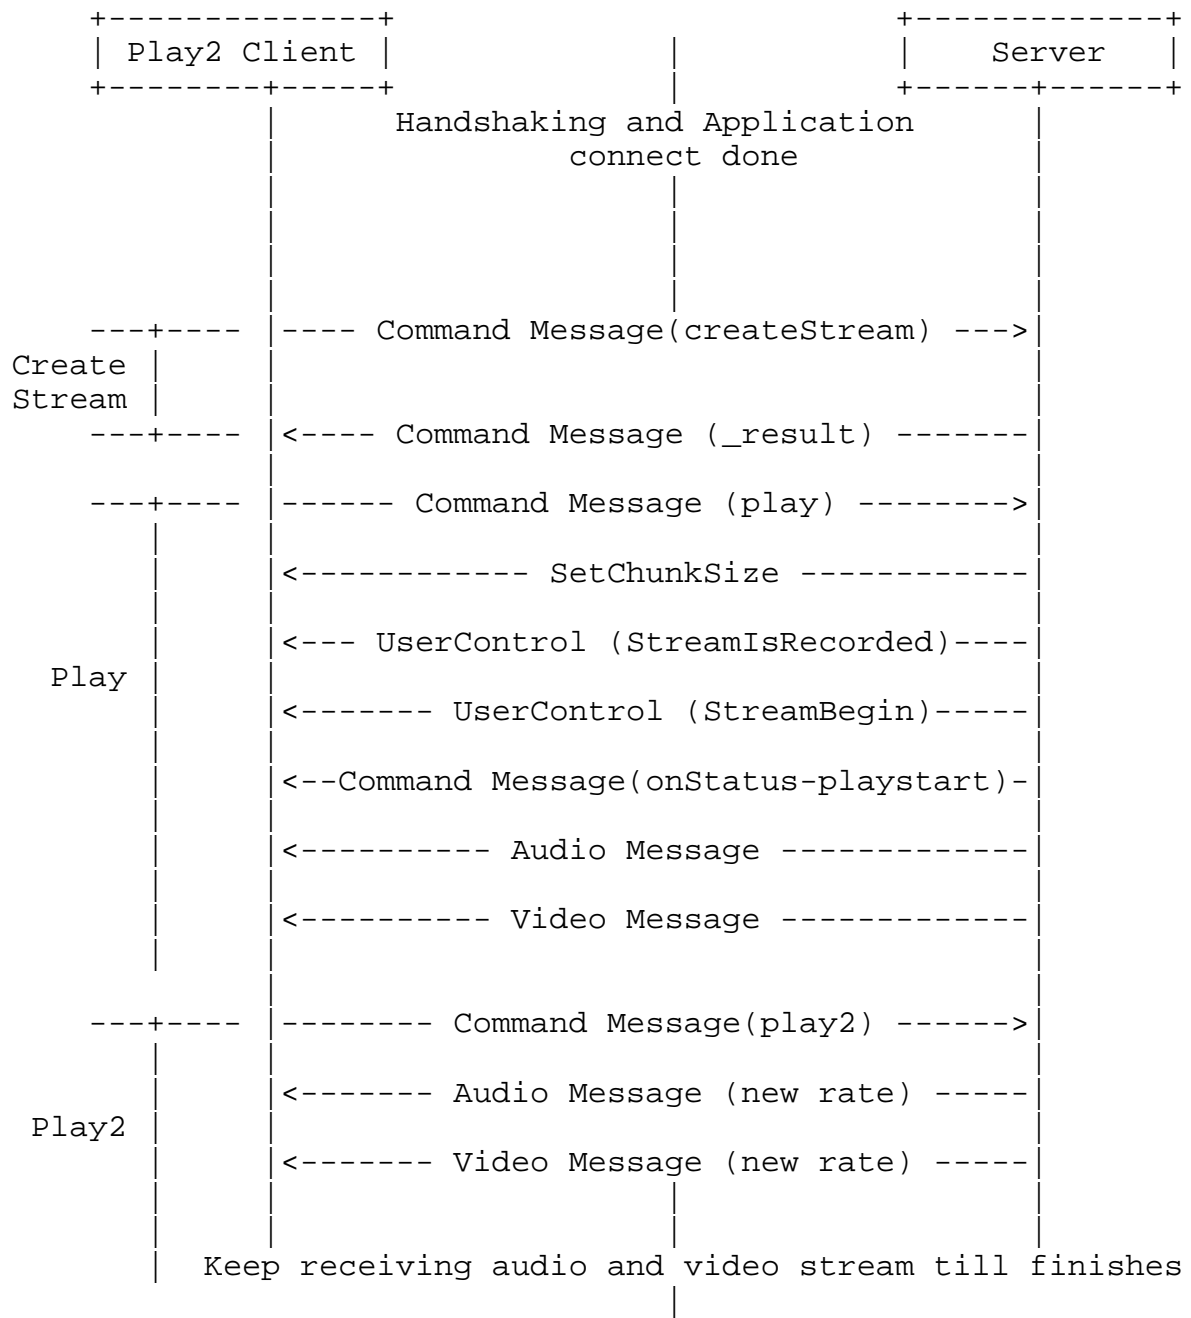 Play2 Client
Server
Handshaking and Application
connect done
---- Command Message(createStream) --->
Create
Stream
<---- Command Message (_result) -------
------ Command Message (play) -------->
<------------ SetChunkSize ------------
<--- UserControl (StreamIsRecorded)----
Play
<------- UserControl (StreamBegin)-----
<--Command Message(onStatus-playstart)-
<---------- Audio Message -------------
<---------- Video Message -------------
-------- Command Message(play2) ------>
<------- Audio Message (new rate) -----
Play2
<------- Video Message (new rate) -----
Keep receiving audio and video stream till finishes